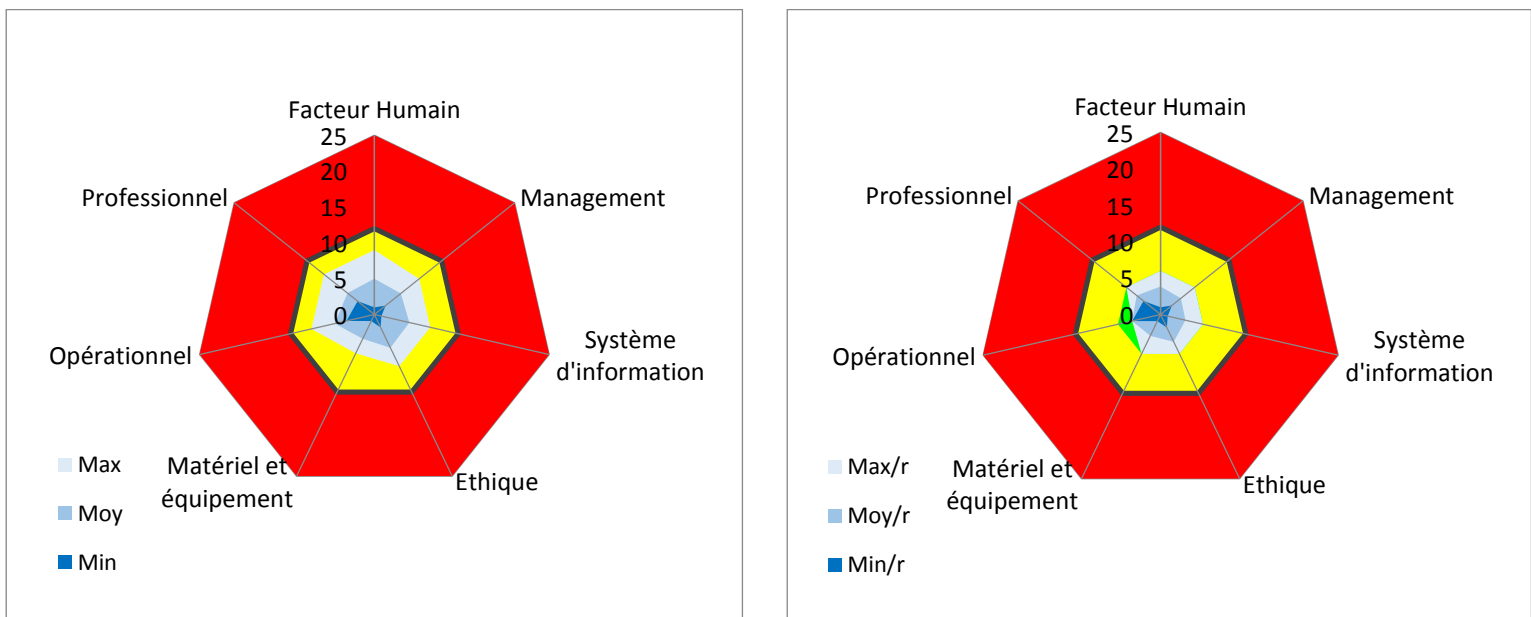 Facteur Humain
25
20
15
10
5
0
Professionnel
Management
Opérationnel
Système
d'information
Matériel et
équipement
Ethique
Max
Moy
Min
Facteur Humain
25
20
15
10
5
0
Professionnel
Management
Opérationnel
Système
d'information
Matériel et
équipement
Ethique
Max/r
Moy/r
Min/r